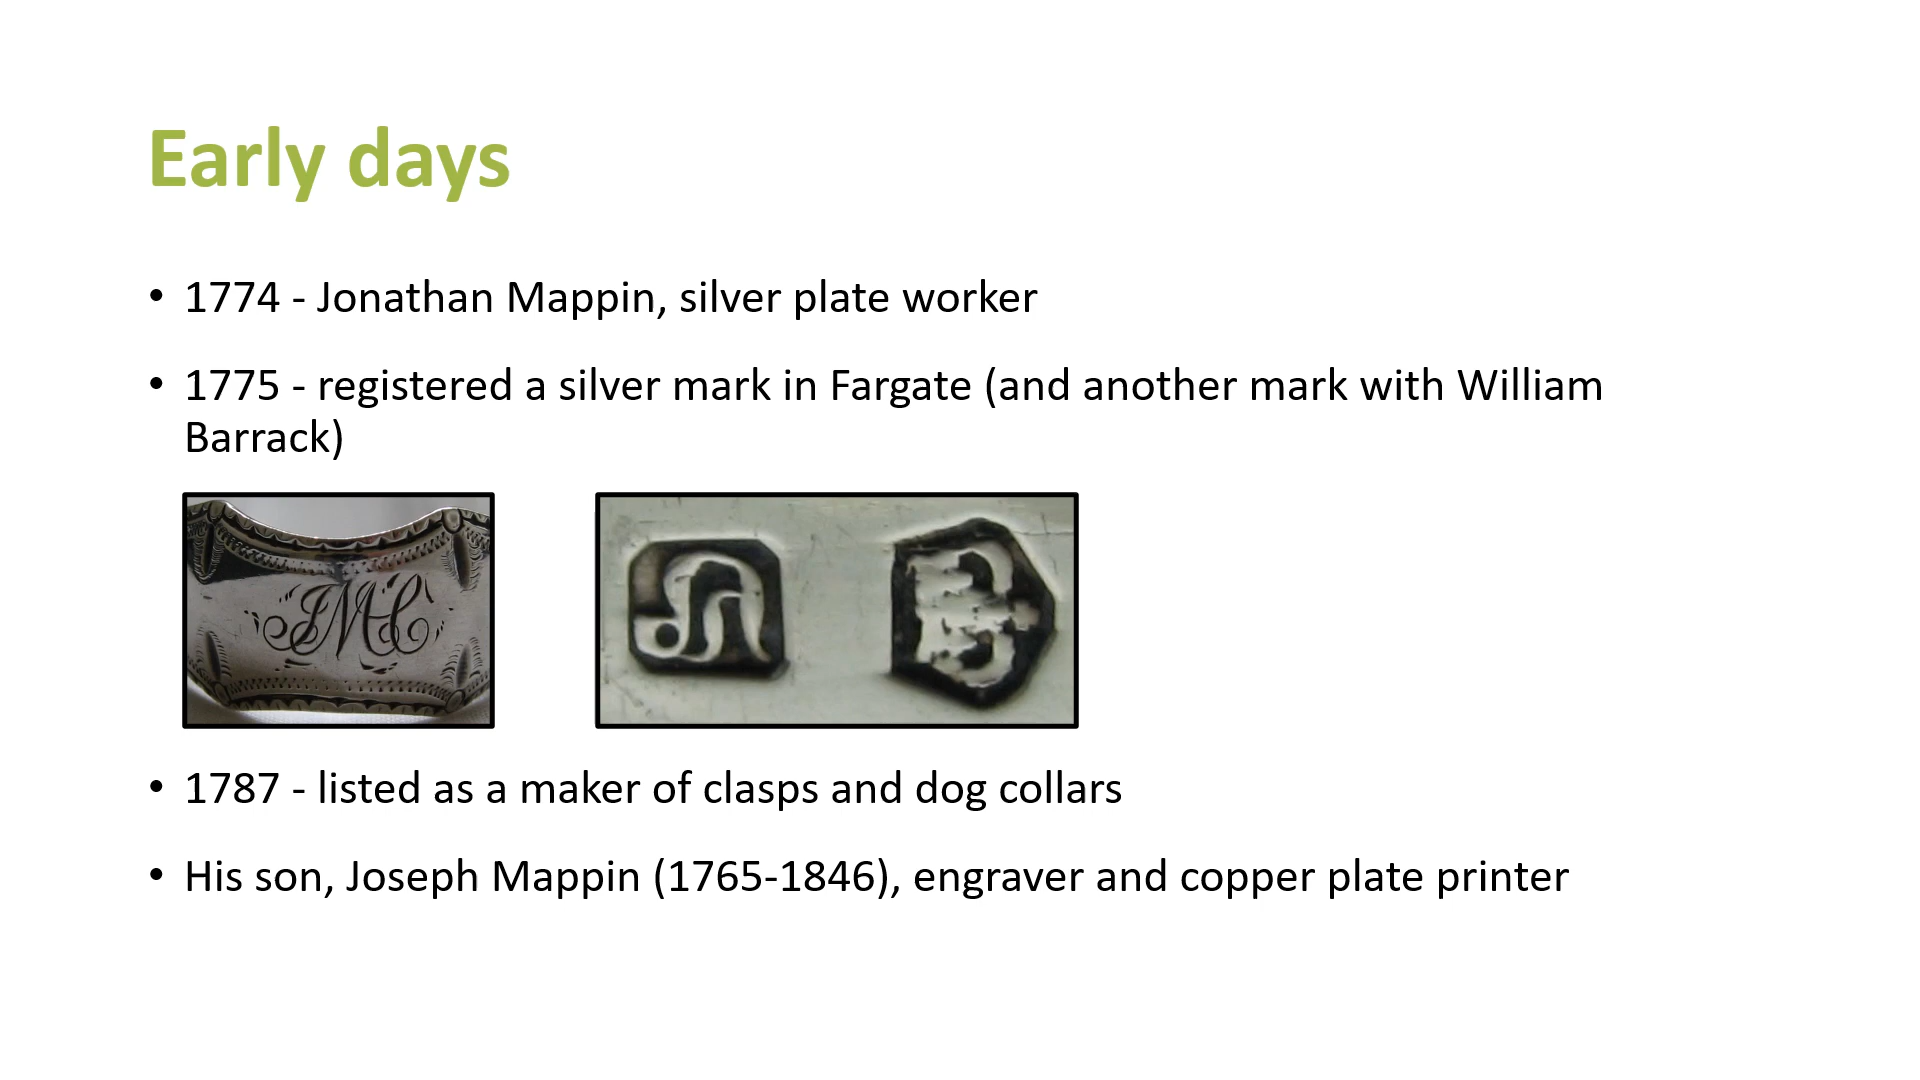 Early days
• 1774 - Jonathan Mappin, silver plate worker
• 1775 - registered a silver mark in Fargate (and another mark with William
Barrack)
• 1787 - listed as a maker of clasps and dog collars
• His son, Joseph Mappin (1765-1846), engraver and copper plate printer